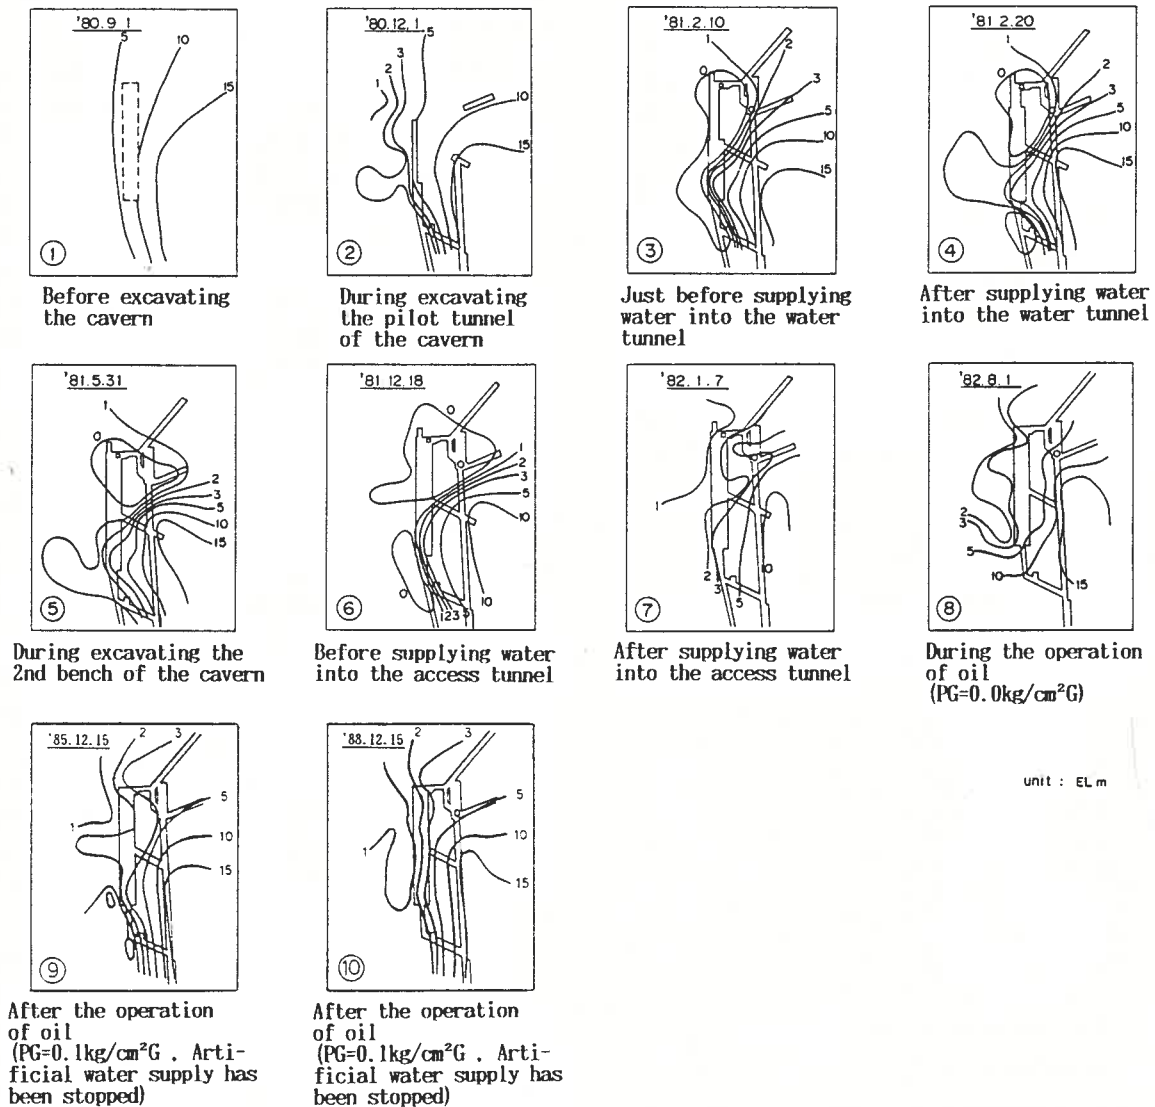 '80.9 1
5
10
15
①
Before excavating
the cavern
'80.12.1
5
3
2
1
10
15
②
During excavating
the pilot tunnel
of the cavern
'81.2.10
1
2
0
3
5
10
15
③
Just before supplying
water into the water
tunnel
'81 2.20
1
2
0
3
5
10
15
④
After supplying water
into the water tunnel
'81.5.31
1
0
2
3
5
10
15
⑤
During excavating the
2nd bench of the cavern
'81.12.18
0
1
2
3
5
10
0
10
123 5
⑥
Before supplying water
into the access tunnel
'82.1.7
1
10
2 1
3 5
⑦
After supplying water
into the access tunnel
'82.8.1
2
3
5
10
15
⑧
During the operation
of oil
(PG=0.0kg/cm²G)
'85.12.15
2
3
5
1
10
15
⑨
After the operation
of oil
(PG=0.1kg/cm²G . Arti-
ficial water supply has
been stopped)
'88.12.15
2
3
5
10
1
15
⑩
After the operation
of oil
(PG=0.1kg/cm²G . Arti-
ficial water supply has
been stopped)
unit : EL m